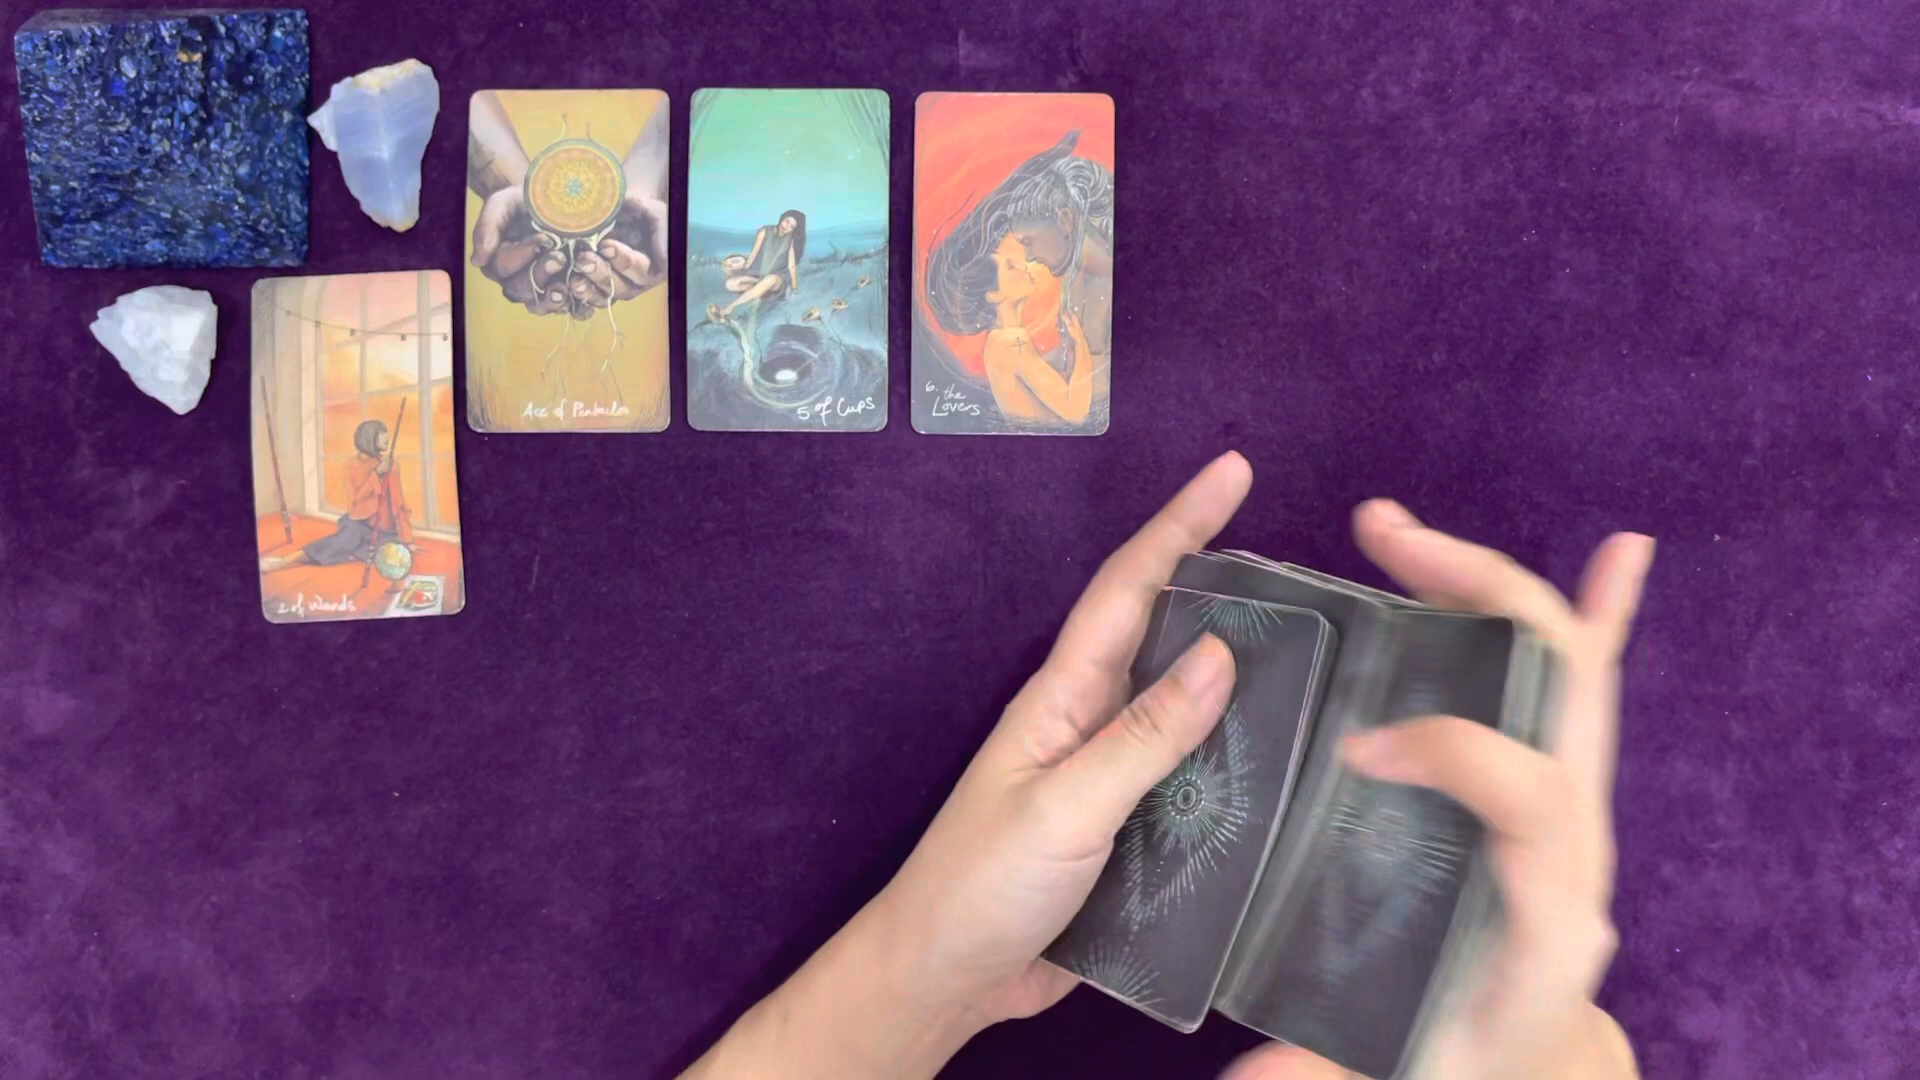 Ace of Pentacles
5 of Cups
6. the
Lovers
2 of Wands